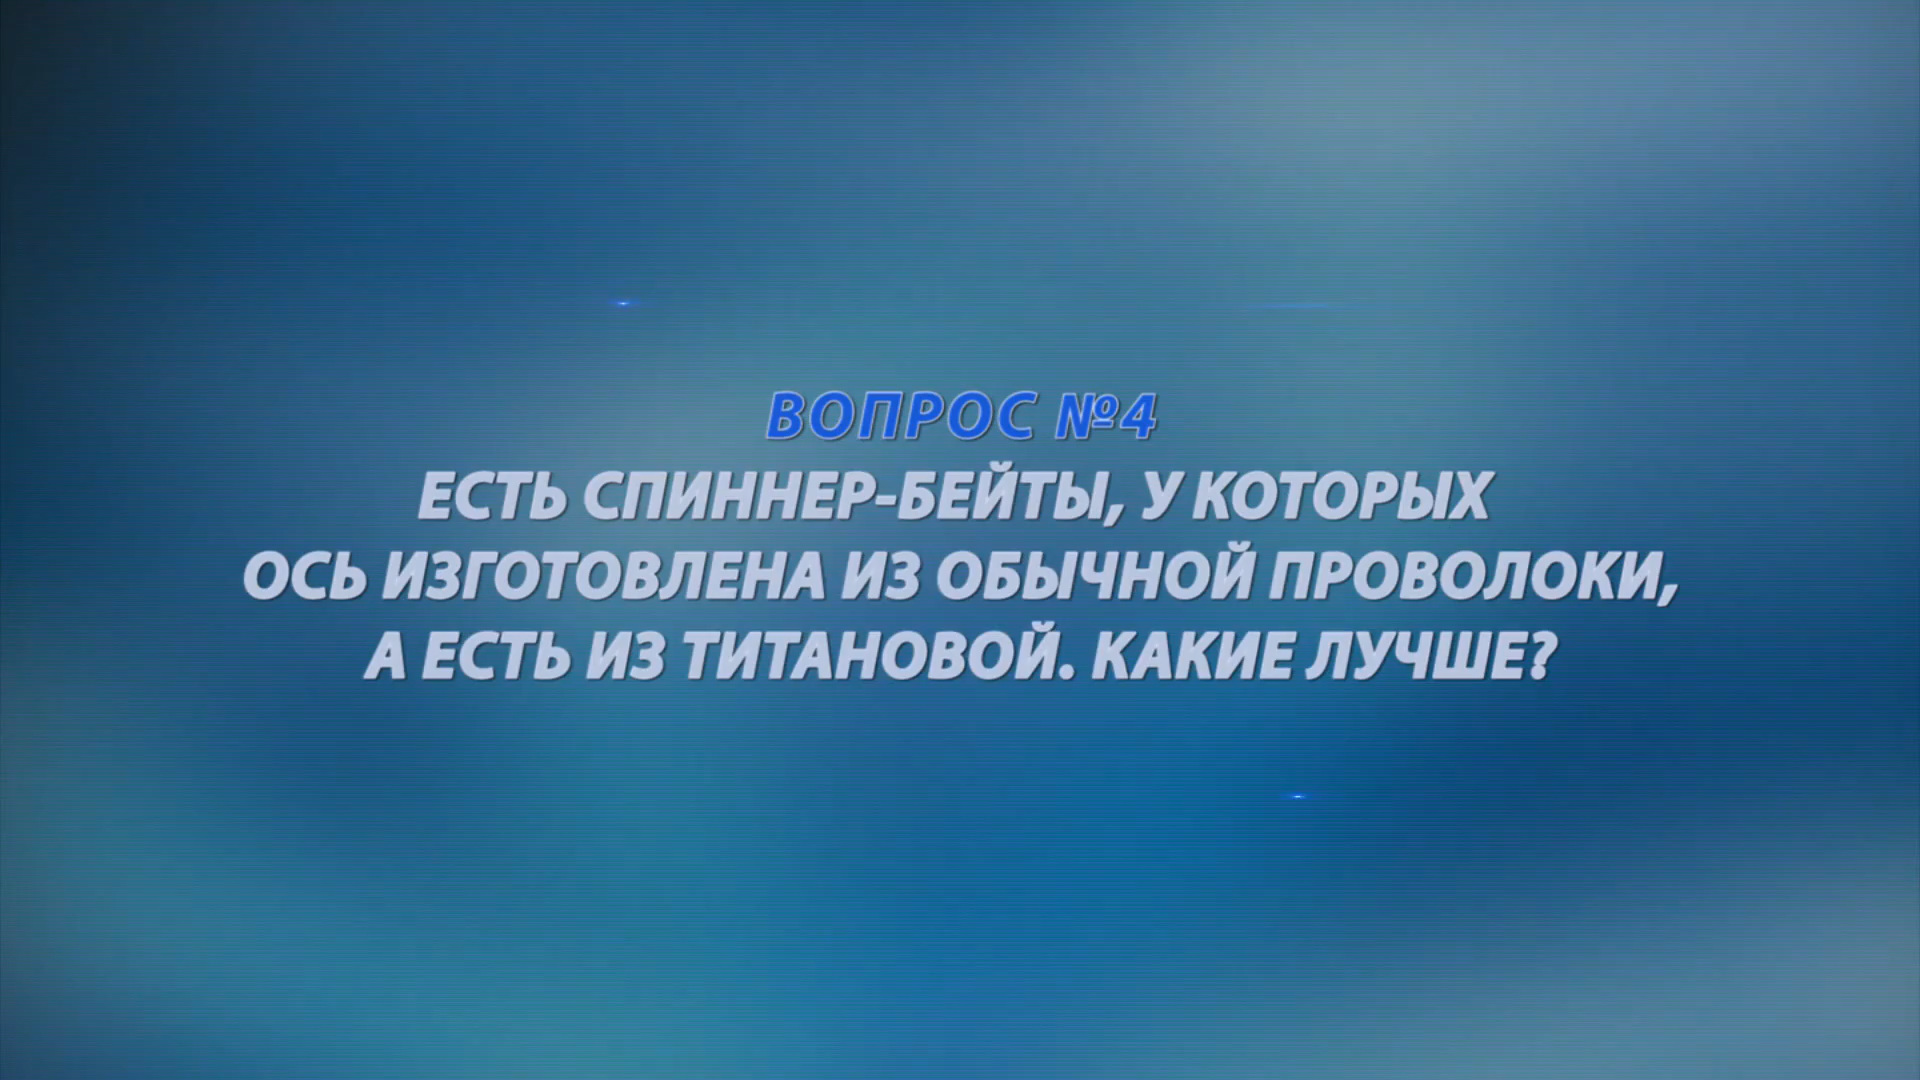 ВОПРОС №4
ЕСТЬ СПИННЕР-БЕЙТЫ, У КОТОРЫХ
ОСЬ ИЗГОТОВЛЕНА ИЗ ОБЫЧНОЙ ПРОВОЛОКИ,
А ЕСТЬ ИЗ ТИТАНОВОЙ. КАКИЕ ЛУЧШЕ?